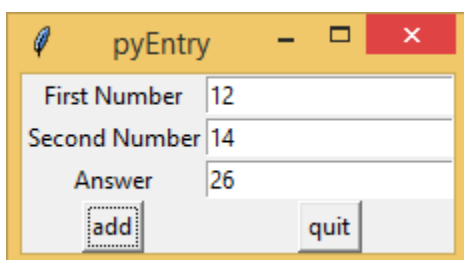 pyEntry
First Number 12
Second Number 14
Answer 26
add quit